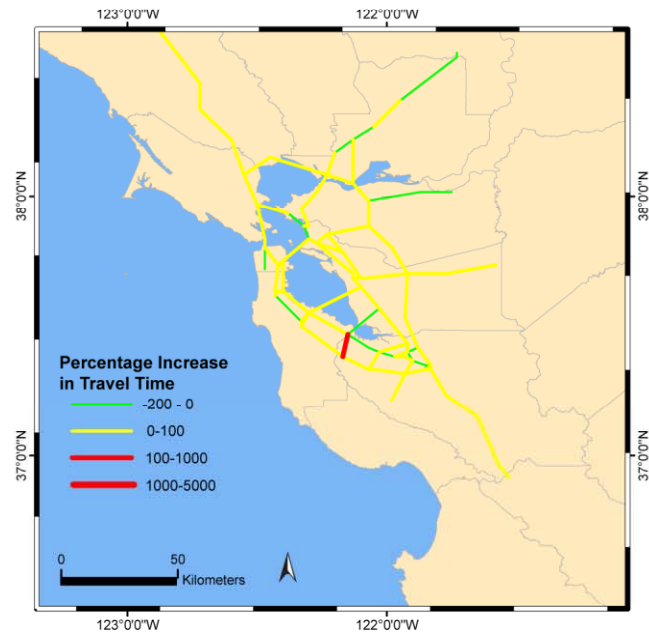 123°0'0"W 122°0'0"W
38°0'0"N 38°0'0"N
Percentage Increase
in Travel Time
-200 - 0
0-100
100-1000
1000-5000
37°0'0"N 37°0'0"N
0 50
Kilometers
123°0'0"W 122°0'0"W